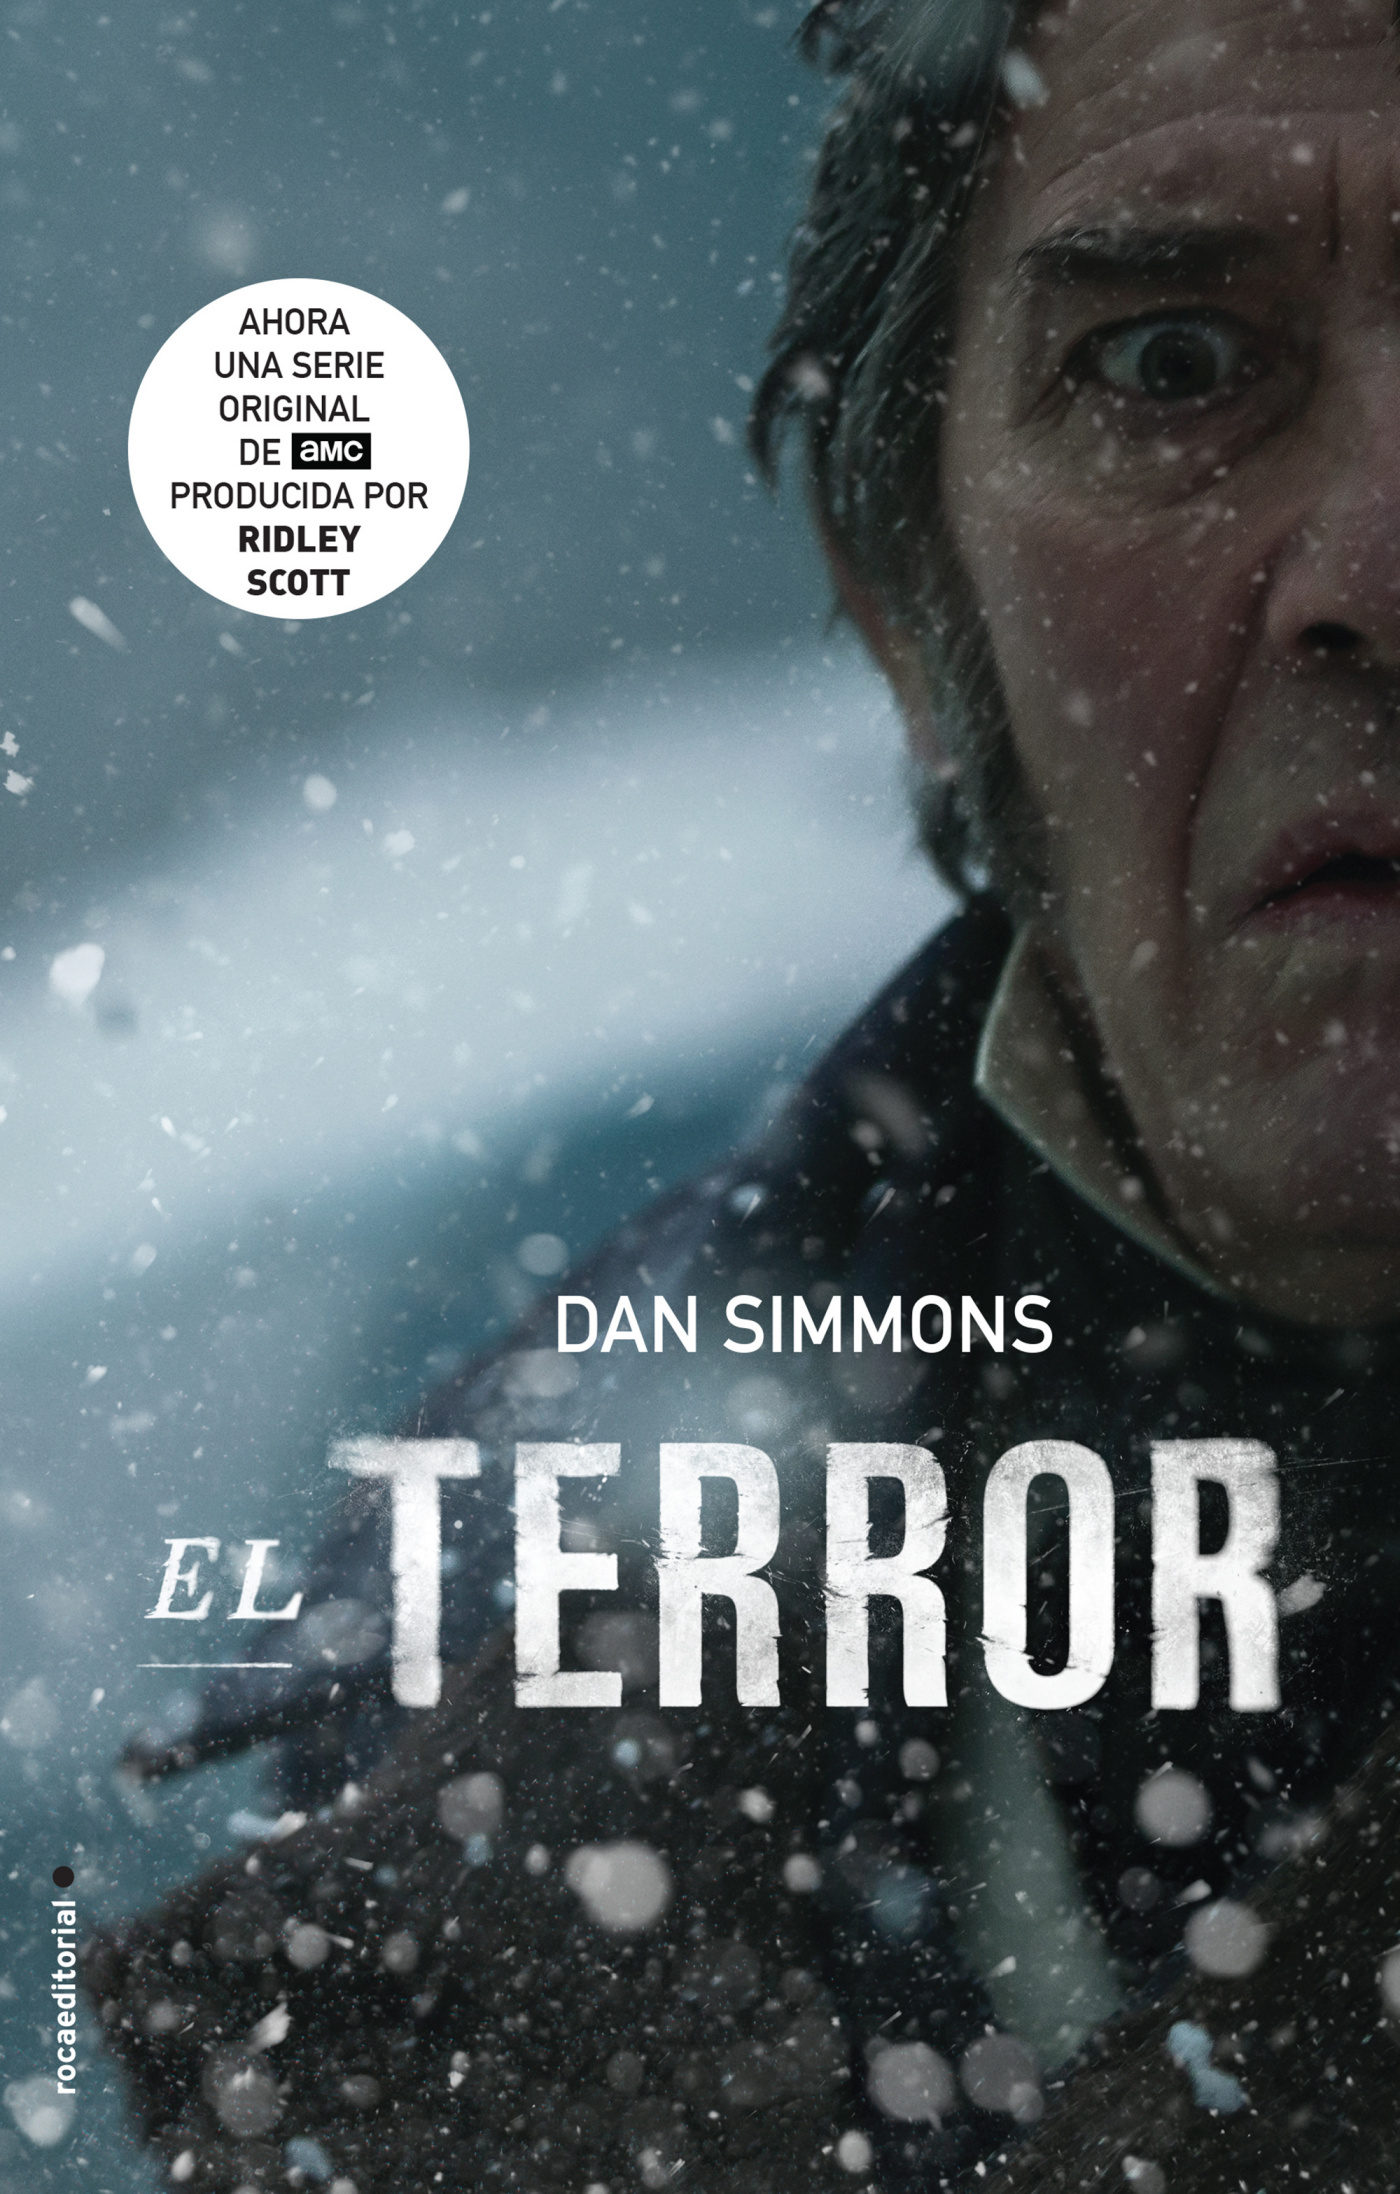 AHORA
UNA SERIE
ORIGINAL
DE aMC
PRODUCIDA POR
RIDLEY
SCOTT
DAN SIMMONS
EL TERROR
rocaeditorial